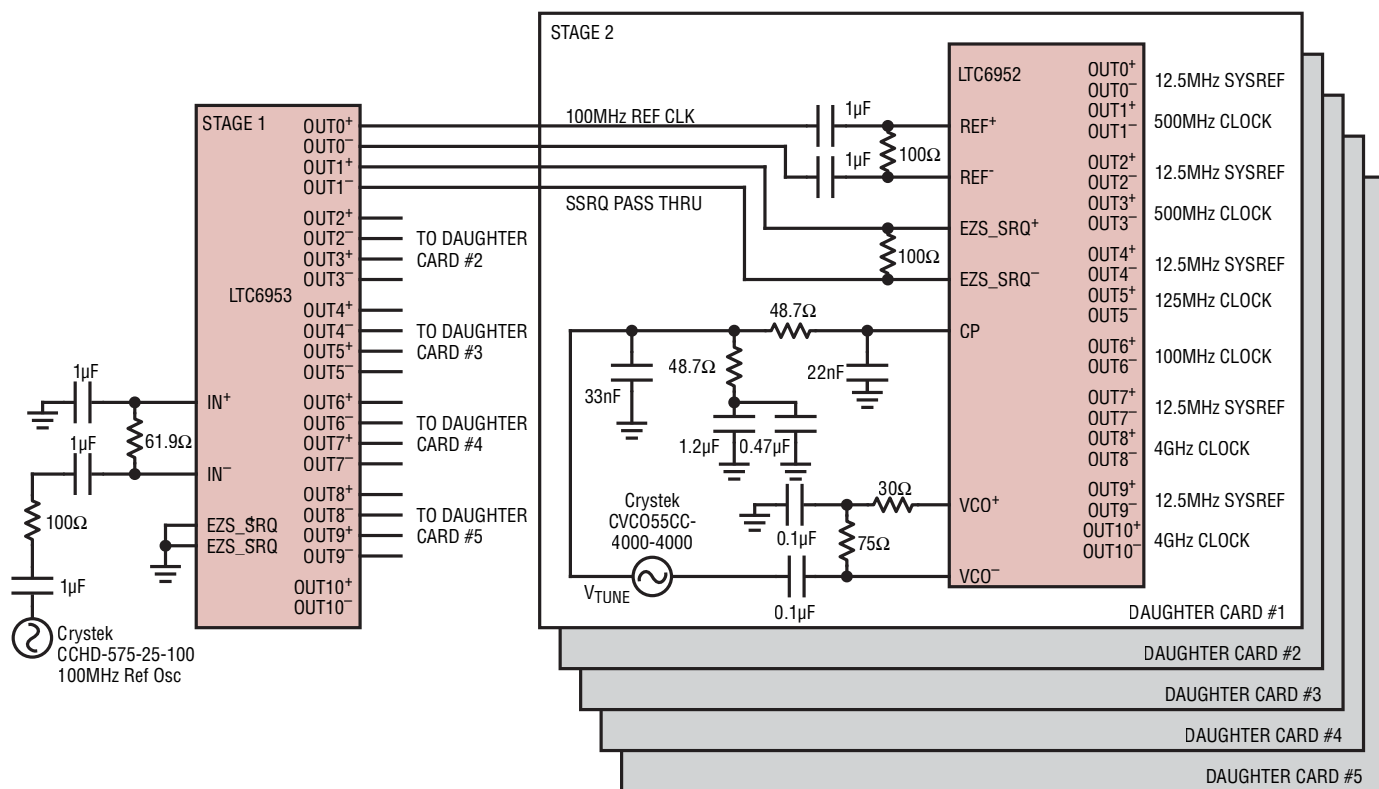 STAGE 1
LTC6953
OUT0+
OUT0−
OUT1+
OUT1−
OUT2+
OUT2−
OUT3+
OUT3−
OUT4+
OUT4−
OUT5+
OUT5−
OUT6+
OUT6−
OUT7+
OUT7−
OUT8+
OUT8−
OUT9+
OUT9−
OUT10+
OUT10−
IN+
IN−
EZS_SRQ+
EZS_SRQ−
1µF
1µF
61.9Ω
100Ω
1µF
Crystek
CCHD-575-25-100
100MHz Ref Osc
TO DAUGHTER
CARD #2
TO DAUGHTER
CARD #3
TO DAUGHTER
CARD #4
TO DAUGHTER
CARD #5
STAGE 2
100MHz REF CLK
SSRQ PASS THRU
1µF
1µF
100Ω
100Ω
48.7Ω
48.7Ω
33nF
22nF
1.2µF
0.47µF
Crystek
CVCO55CC-
4000-4000
VTUNE
0.1µF
0.1µF
75Ω
30Ω
LTC6952
REF+
REF-
EZS_SRQ+
EZS_SRQ−
CP
VCO+
VCO−
OUT0+
OUT0−
12.5MHz SYSREF
OUT1+
OUT1−
500MHz CLOCK
OUT2+
OUT2−
12.5MHz SYSREF
OUT3+
OUT3−
500MHz CLOCK
OUT4+
OUT4−
12.5MHz SYSREF
OUT5+
OUT5−
125MHz CLOCK
OUT6+
OUT6−
100MHz CLOCK
OUT7+
OUT7−
12.5MHz SYSREF
OUT8+
OUT8−
4GHz CLOCK
OUT9+
OUT9−
12.5MHz SYSREF
OUT10+
OUT10−
4GHz CLOCK
DAUGHTER CARD #1
DAUGHTER CARD #2
DAUGHTER CARD #3
DAUGHTER CARD #4
DAUGHTER CARD #5